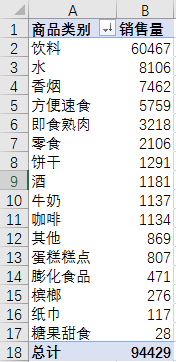 A B
1 商品类别 销售量
2 饮料 60467
3 水 8106
4 香烟 7462
5 方便速食 5759
6 即食熟肉 3218
7 零食 2106
8 饼干 1291
9 酒 1181
10 牛奶 1137
11 咖啡 1134
12 其他 869
13 蛋糕糕点 807
14 膨化食品 471
15 槟榔 276
16 纸巾 117
17 糖果甜食 28
18 总计 94429